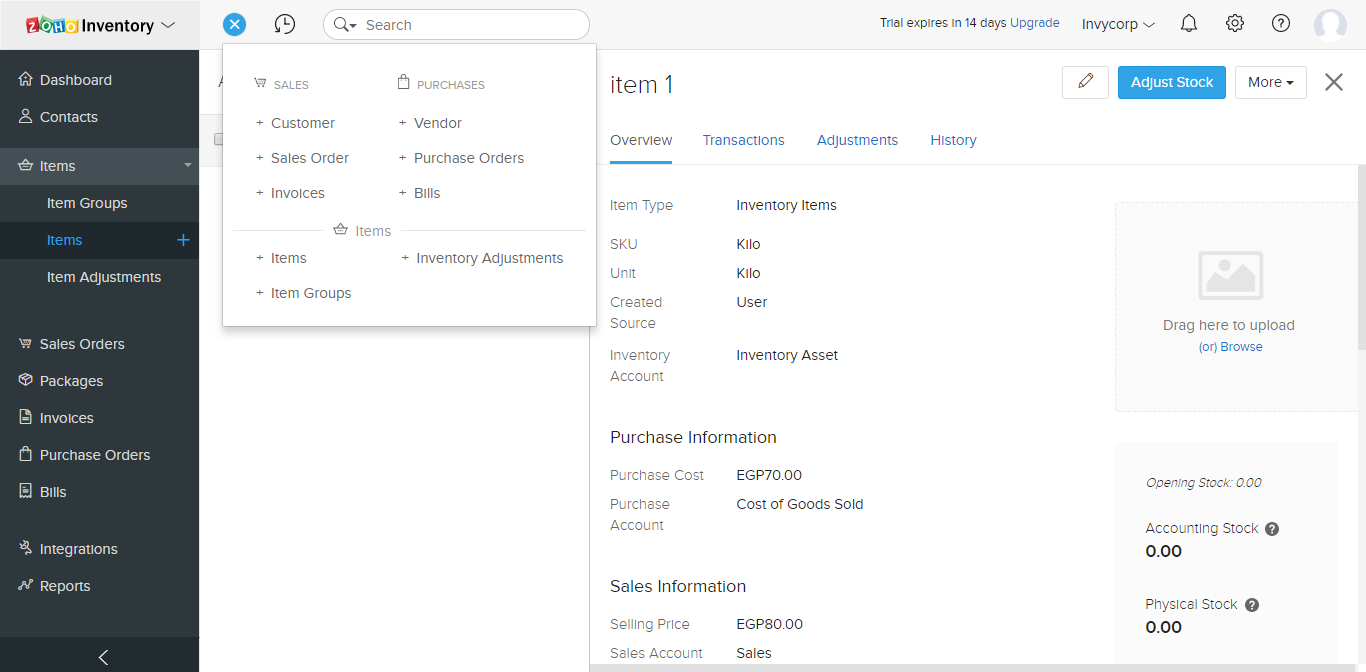 ZOHO Inventory
Search
Trial expires in 14 days Upgrade
Invycorp
Dashboard
Contacts
Items
Item Groups
Items
Item Adjustments
Sales Orders
Packages
Invoices
Purchase Orders
Bills
Integrations
Reports
SALES
+ Customer
+ Sales Order
+ Invoices
PURCHASES
+ Vendor
+ Purchase Orders
+ Bills
Items
+ Items
+ Inventory Adjustments
+ Item Groups
item 1
Adjust Stock
More
Overview
Transactions
Adjustments
History
Item Type Inventory Items
SKU Kilo
Unit Kilo
Created User
Source
Inventory Inventory Asset
Account
Purchase Information
Purchase Cost EGP70.00
Purchase Cost of Goods Sold
Account
Sales Information
Selling Price EGP80.00
Sales Account Sales
Drag here to upload
(or) Browse
Opening Stock: 0.00
Accounting Stock ?
0.00
Physical Stock ?
0.00